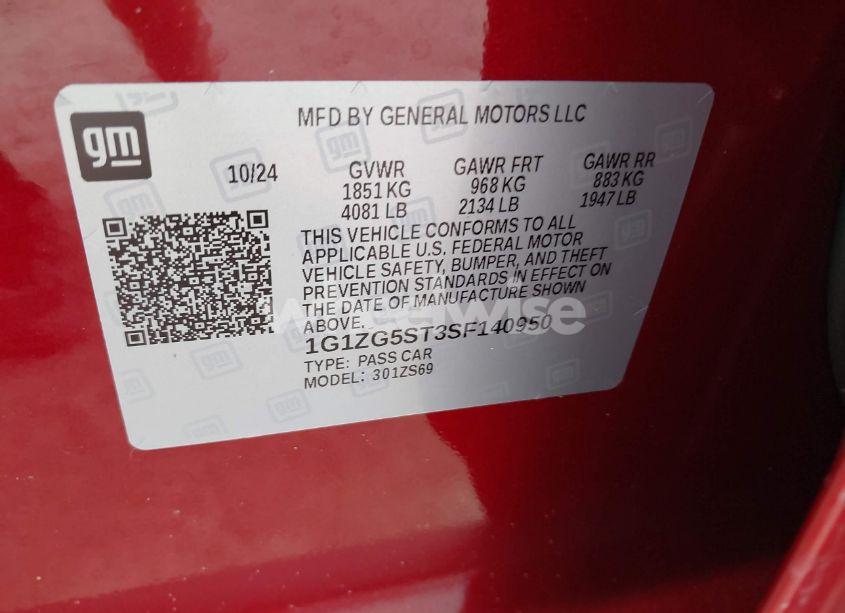 MFD BY GENERAL MOTORS LLC
gm
10/24
GVWR GAWR FRT GAWR RR
1851 KG 968 KG 883 KG
4081 LB 2134 LB 1947 LB
THIS VEHICLE CONFORMS TO ALL
APPLICABLE U.S. FEDERAL MOTOR
VEHICLE SAFETY, BUMPER, AND THEFT
PREVENTION STANDARDS IN EFFECT ON
THE DATE OF MANUFACTURE SHOWN
ABOVE.
1G1ZG5ST3SF140950
TYPE: PASS CAR
MODEL: 301ZS69